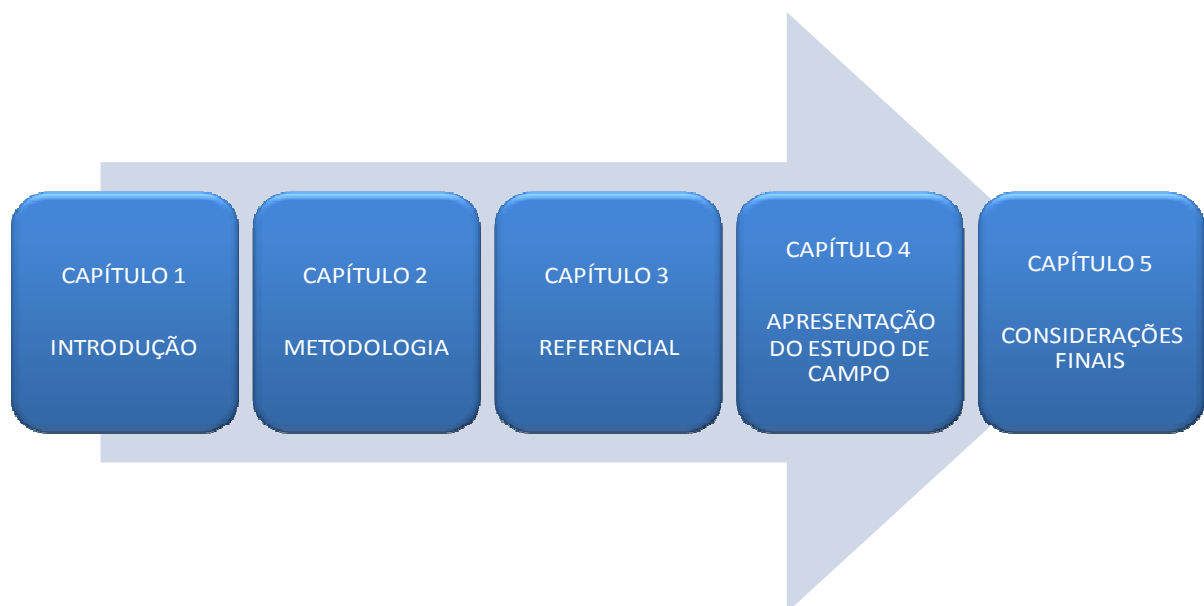 CAPÍTULO 1
INTRODUÇÃO
CAPÍTULO 2
METODOLOGIA
CAPÍTULO 3
REFERENCIAL
CAPÍTULO 4
APRESENTAÇÃO
DO ESTUDO DE
CAMPO
CAPÍTULO 5
CONSIDERAÇÕES
FINAIS